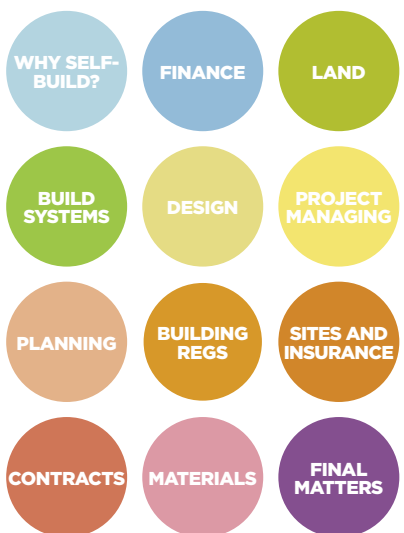 WHY SELF-
BUILD?
FINANCE
LAND
BUILD
SYSTEMS
DESIGN
PROJECT
MANAGING
PLANNING
BUILDING
REGS
SITES AND
INSURANCE
CONTRACTS
MATERIALS
FINAL
MATTERS